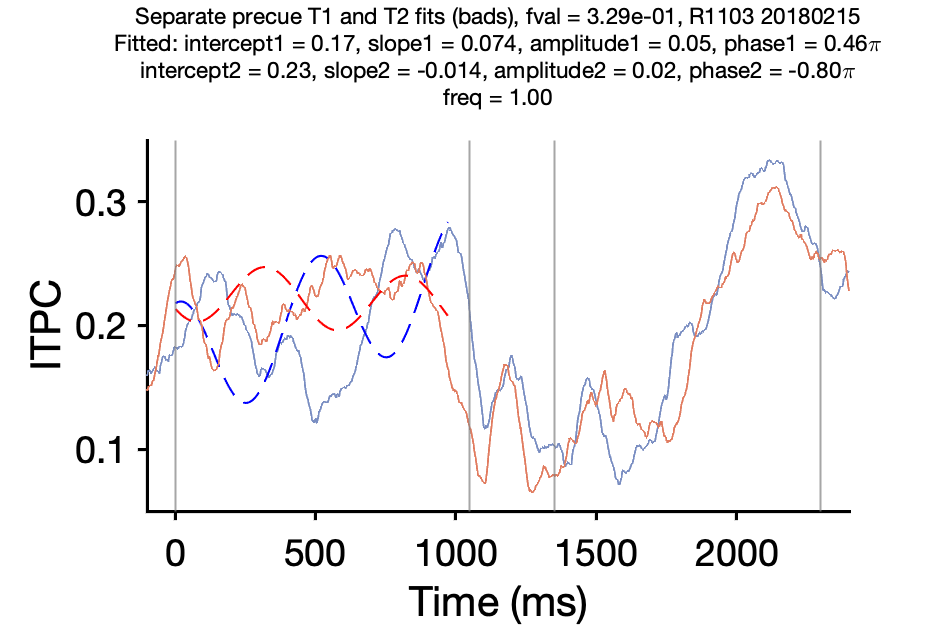 Separate precue T1 and T2 fits (bads), fval = 3.29e-01, R1103 20180215
Fitted: intercept1 = 0.17, slope1 = 0.074, amplitude1 = 0.05, phase1 = 0.46π
intercept2 = 0.23, slope2 = -0.014, amplitude2 = 0.02, phase2 = -0.80π
freq = 1.00
0.3
0.2
0.1
ITPC
0 500 1000 1500 2000
Time (ms)